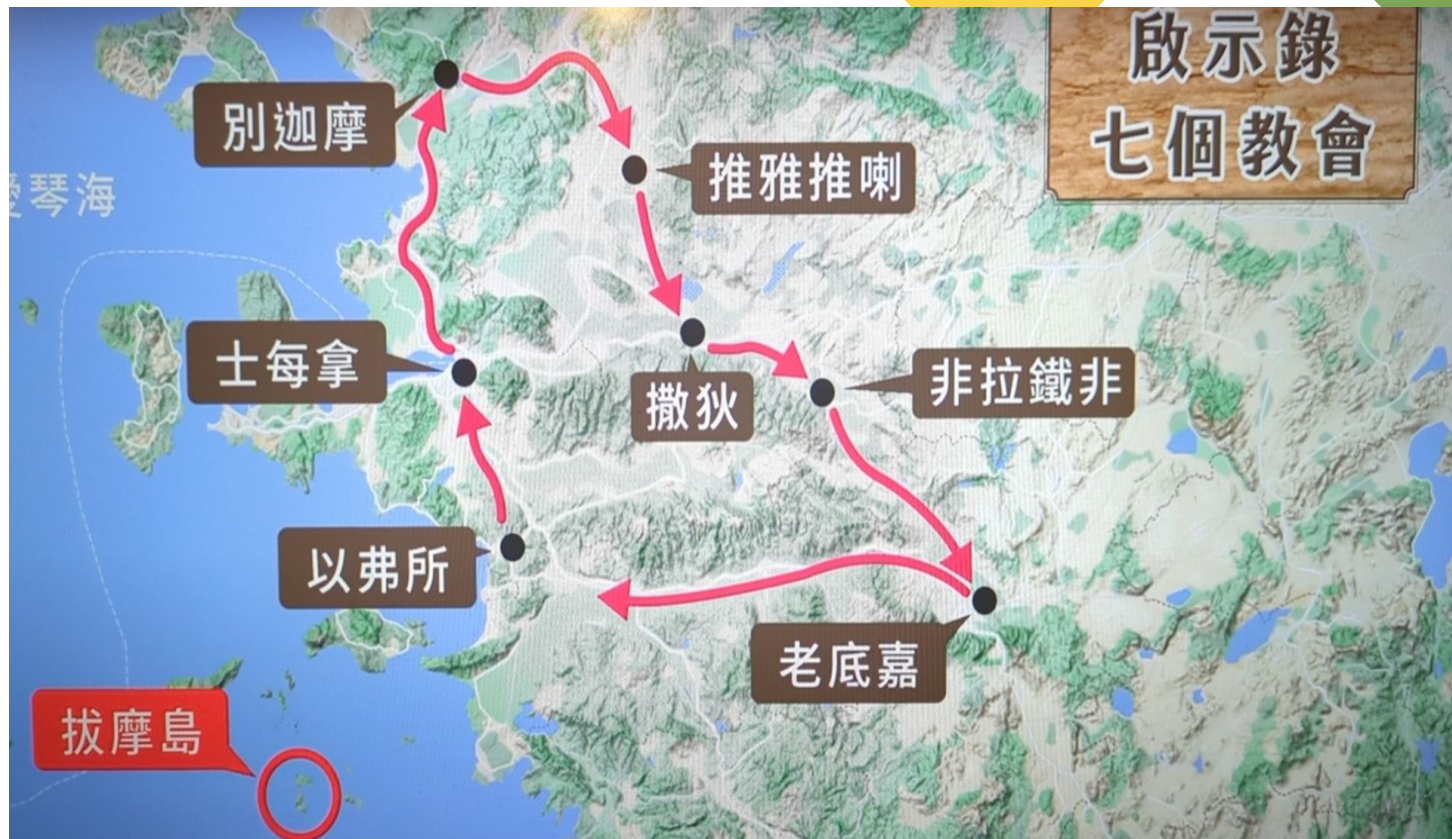 啟示錄
七個教會
別迦摩
推雅推喇
愛琴海
士每拿
撒狄
非拉鐵非
以弗所
老底嘉
拔摩島